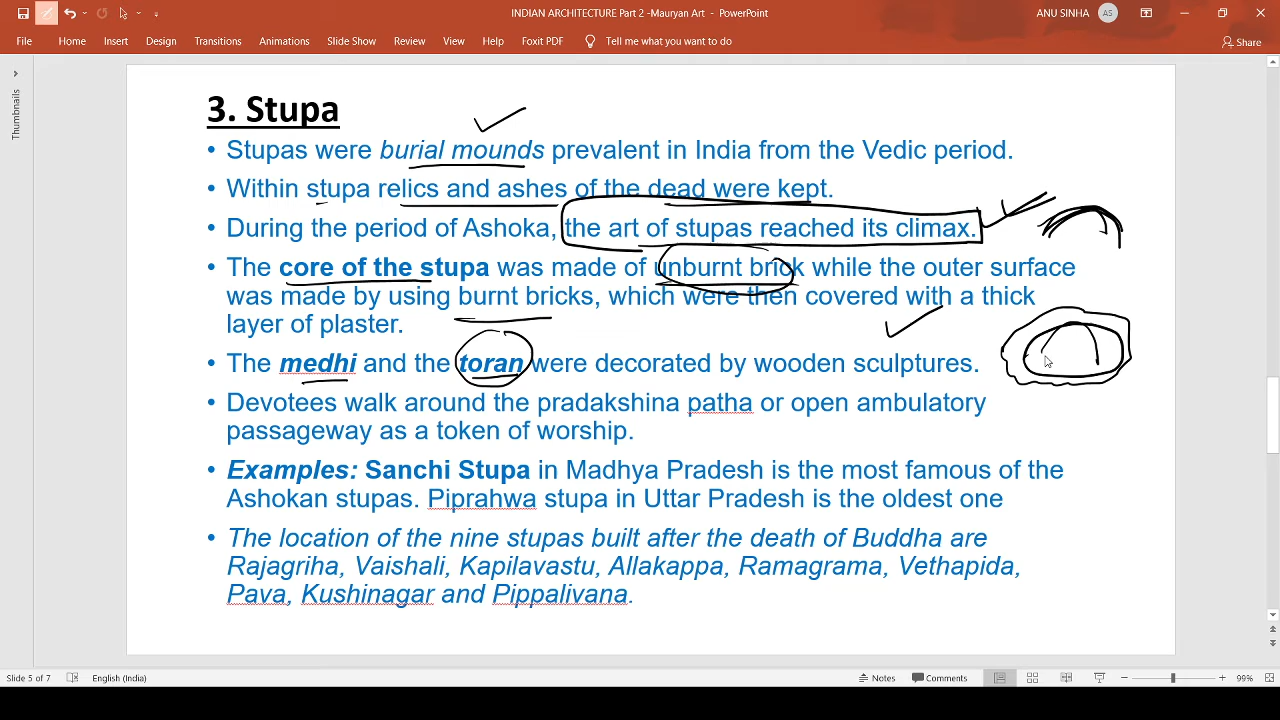 INDIAN ARCHITECTURE Part 2 -Mauryan Art - PowerPoint
ANU SINHA AS
File Home Insert Design Transitions Animations Slide Show Review View Help Foxit PDF Tell me what you want to do Share
Thumbnails
3. Stupa
• Stupas were burial mounds prevalent in India from the Vedic period.
• Within stupa relics and ashes of the dead were kept.
• During the period of Ashoka, the art of stupas reached its climax.
• The core of the stupa was made of unburnt brick while the outer surface
was made by using burnt bricks, which were then covered with a thick
layer of plaster.
• The medhi and the toran were decorated by wooden sculptures.
• Devotees walk around the pradakshina patha or open ambulatory
passageway as a token of worship.
• Examples: Sanchi Stupa in Madhya Pradesh is the most famous of the
Ashokan stupas. Piprahwa stupa in Uttar Pradesh is the oldest one
• The location of the nine stupas built after the death of Buddha are
Rajagriha, Vaishali, Kapilavastu, Allakappa, Ramagrama, Vethapida,
Pava, Kushinagar and Pippalivana.
Slide 5 of 7 English (India) Notes Comments 99%